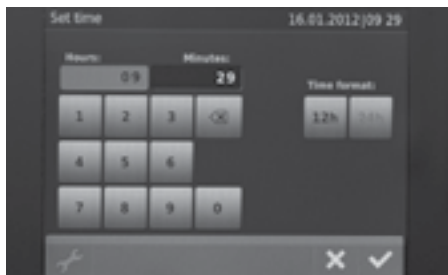 Set time 16.01.2012|09 29
Hours: Minutes:
09 29
Time format:
1 2 3 12h 24h
4 5 6
7 8 9 0